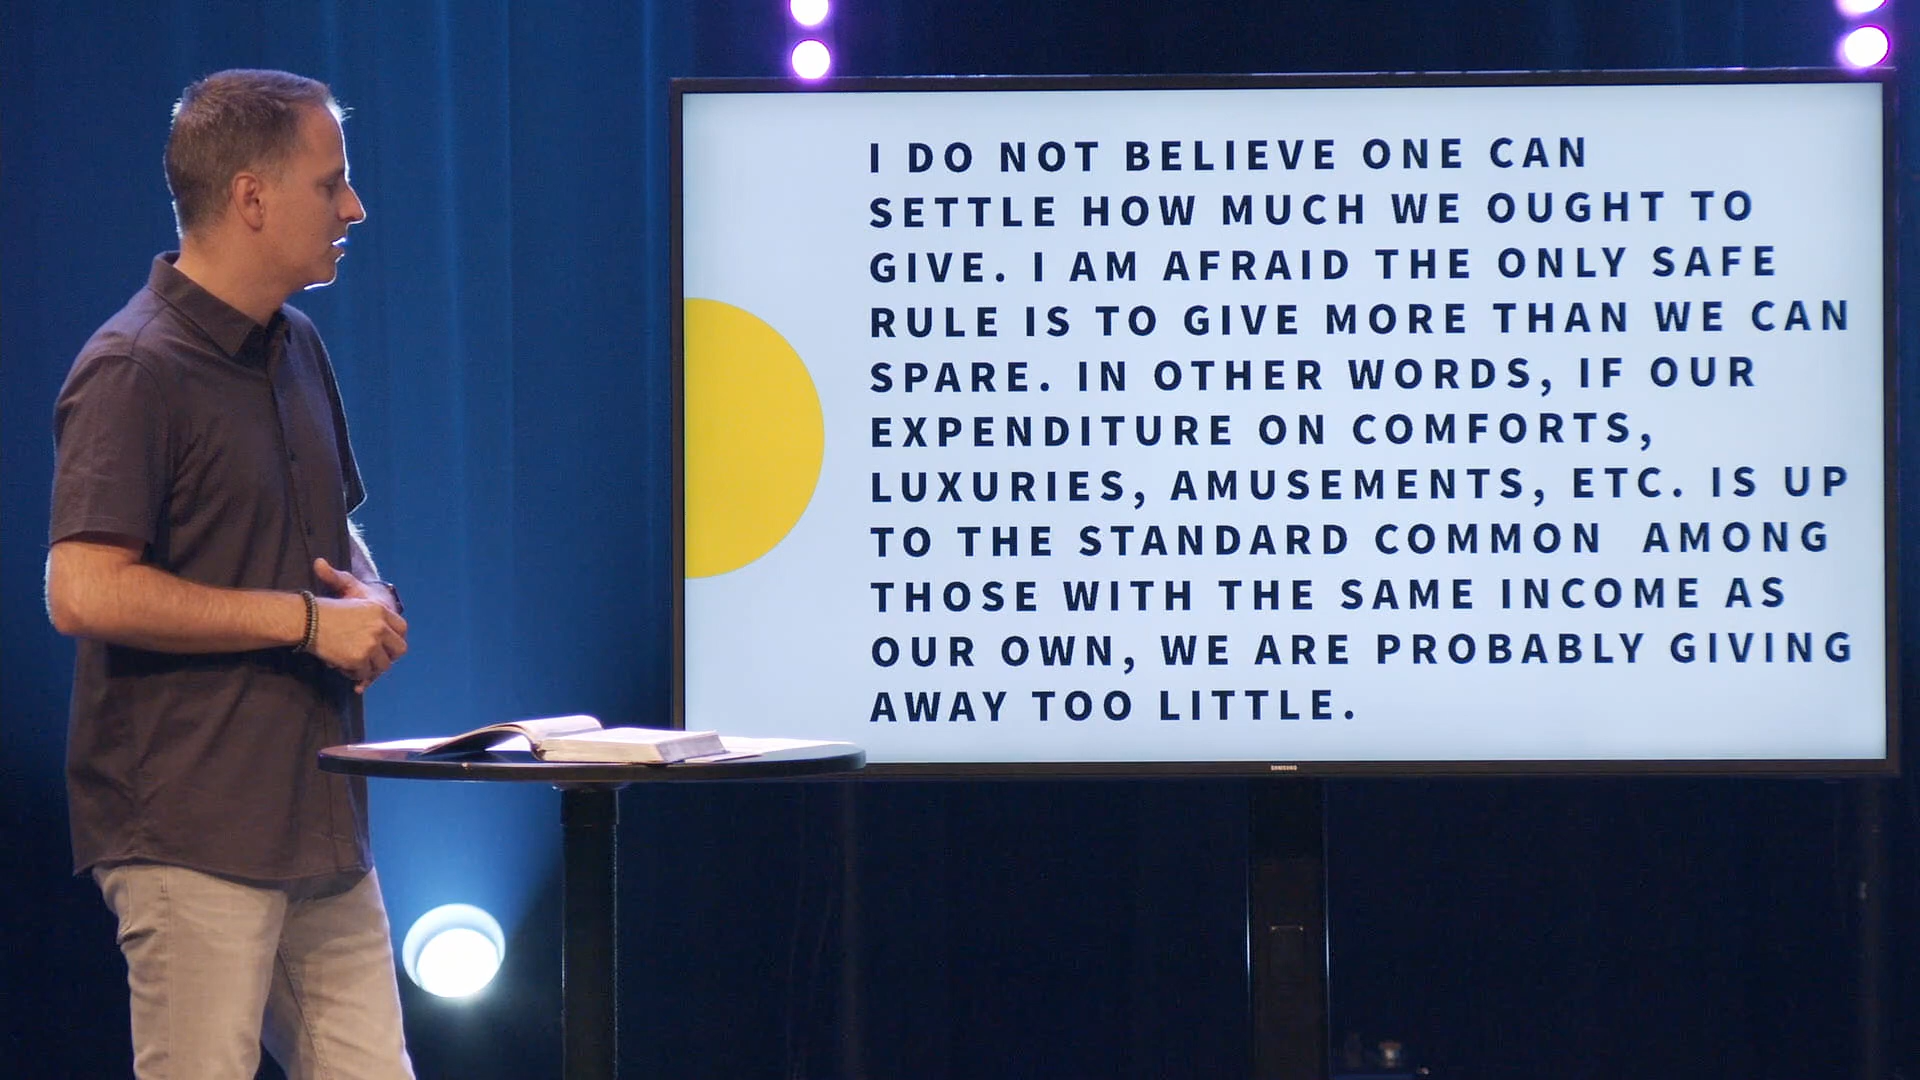 I DO NOT BELIEVE ONE CAN
SETTLE HOW MUCH WE OUGHT TO
GIVE. I AM AFRAID THE ONLY SAFE
RULE IS TO GIVE MORE THAN WE CAN
SPARE. IN OTHER WORDS, IF OUR
EXPENDITURE ON COMFORTS,
LUXURIES, AMUSEMENTS, ETC. IS UP
TO THE STANDARD COMMON AMONG
THOSE WITH THE SAME INCOME AS
OUR OWN, WE ARE PROBABLY GIVING
AWAY TOO LITTLE.
SAMSUNG